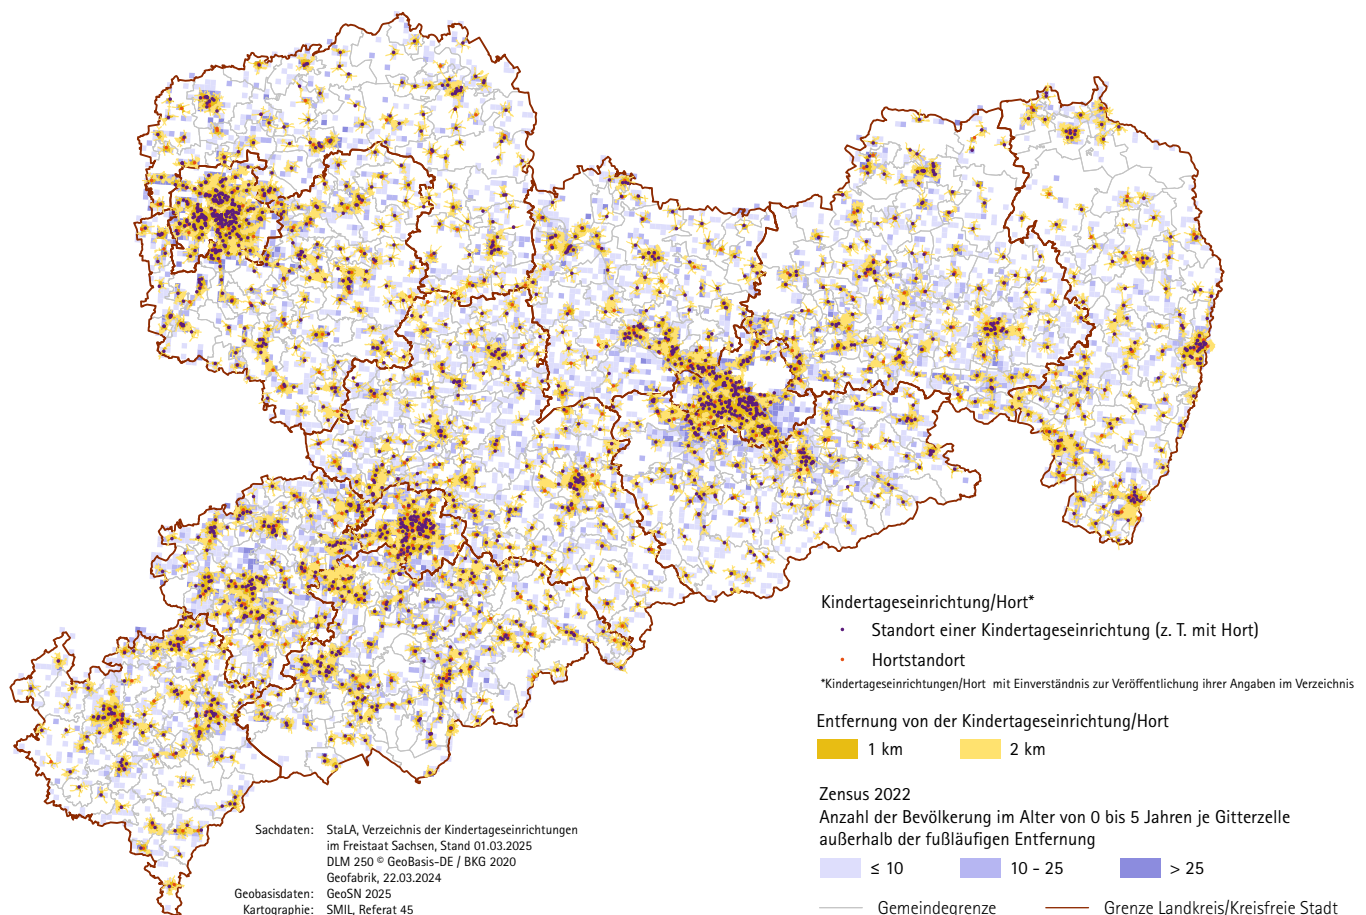 Kindertageseinrichtung/Hort*
Standort einer Kindertageseinrichtung (z. T. mit Hort)
Hortstandort
*Kindertageseinrichtungen/Hort mit Einverständnis zur Veröffentlichung ihrer Angaben im Verzeichnis
Entfernung von der Kindertageseinrichtung/Hort
1 km
2 km
Zensus 2022
Anzahl der Bevölkerung im Alter von 0 bis 5 Jahren je Gitterzelle
außerhalb der fußläufigen Entfernung
≤ 10
10 - 25
> 25
Gemeindegrenze
Grenze Landkreis/Kreisfreie Stadt
Sachdaten: StaLA, Verzeichnis der Kindertageseinrichtungen
im Freistaat Sachsen, Stand 01.03.2025
DLM 250 © GeoBasis-DE / BKG 2020
Geofabrik, 22.03.2024
Geobasisdaten: GeoSN 2025
Kartographie: SMIL, Referat 45